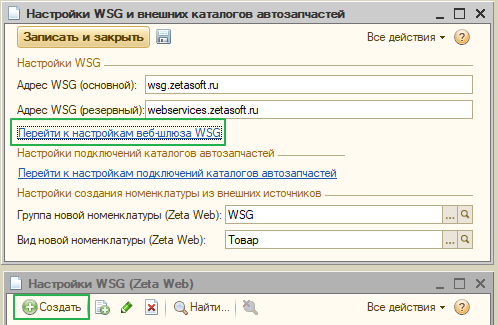 Настройки WSG и внешних каталогов автозапчастей
Записать и закрыть Все действия ?
Настройки WSG
Адрес WSG (основной): wsg.zetasoft.ru
Адрес WSG (резервный): webservices.zetasoft.ru
Перейти к настройкам веб-шлюза WSG
Настройки подключений каталогов автозапчастей
Перейти к настройкам подключений каталогов автозапчастей
Настройки создания номенклатуры из внешних источников
Группа новой номенклатуры (Zeta Web): WSG ...
Вид новой номенклатуры (Zeta Web): Товар ...
Настройки WSG (Zeta Web)
Создать Найти... Все действия ?